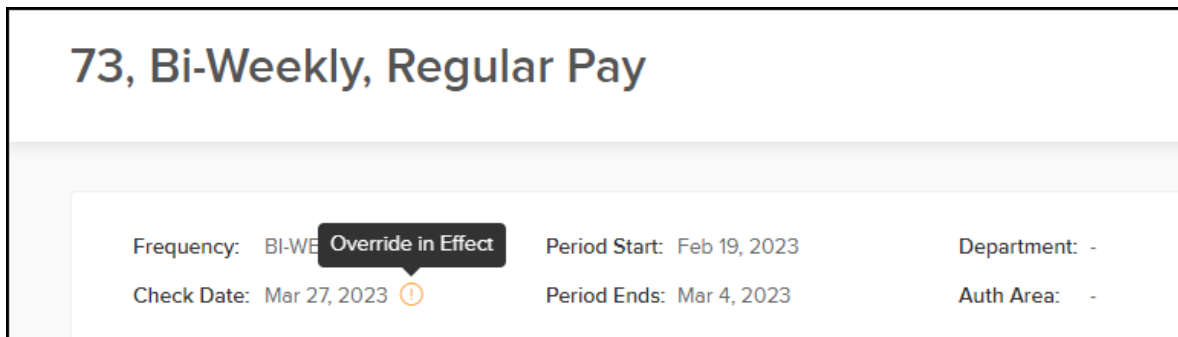 73, Bi-Weekly, Regular Pay
Override in Effect
Frequency: BI-WE Period Start: Feb 19, 2023 Department: -
Check Date: Mar 27, 2023 Period Ends: Mar 4, 2023 Auth Area: -